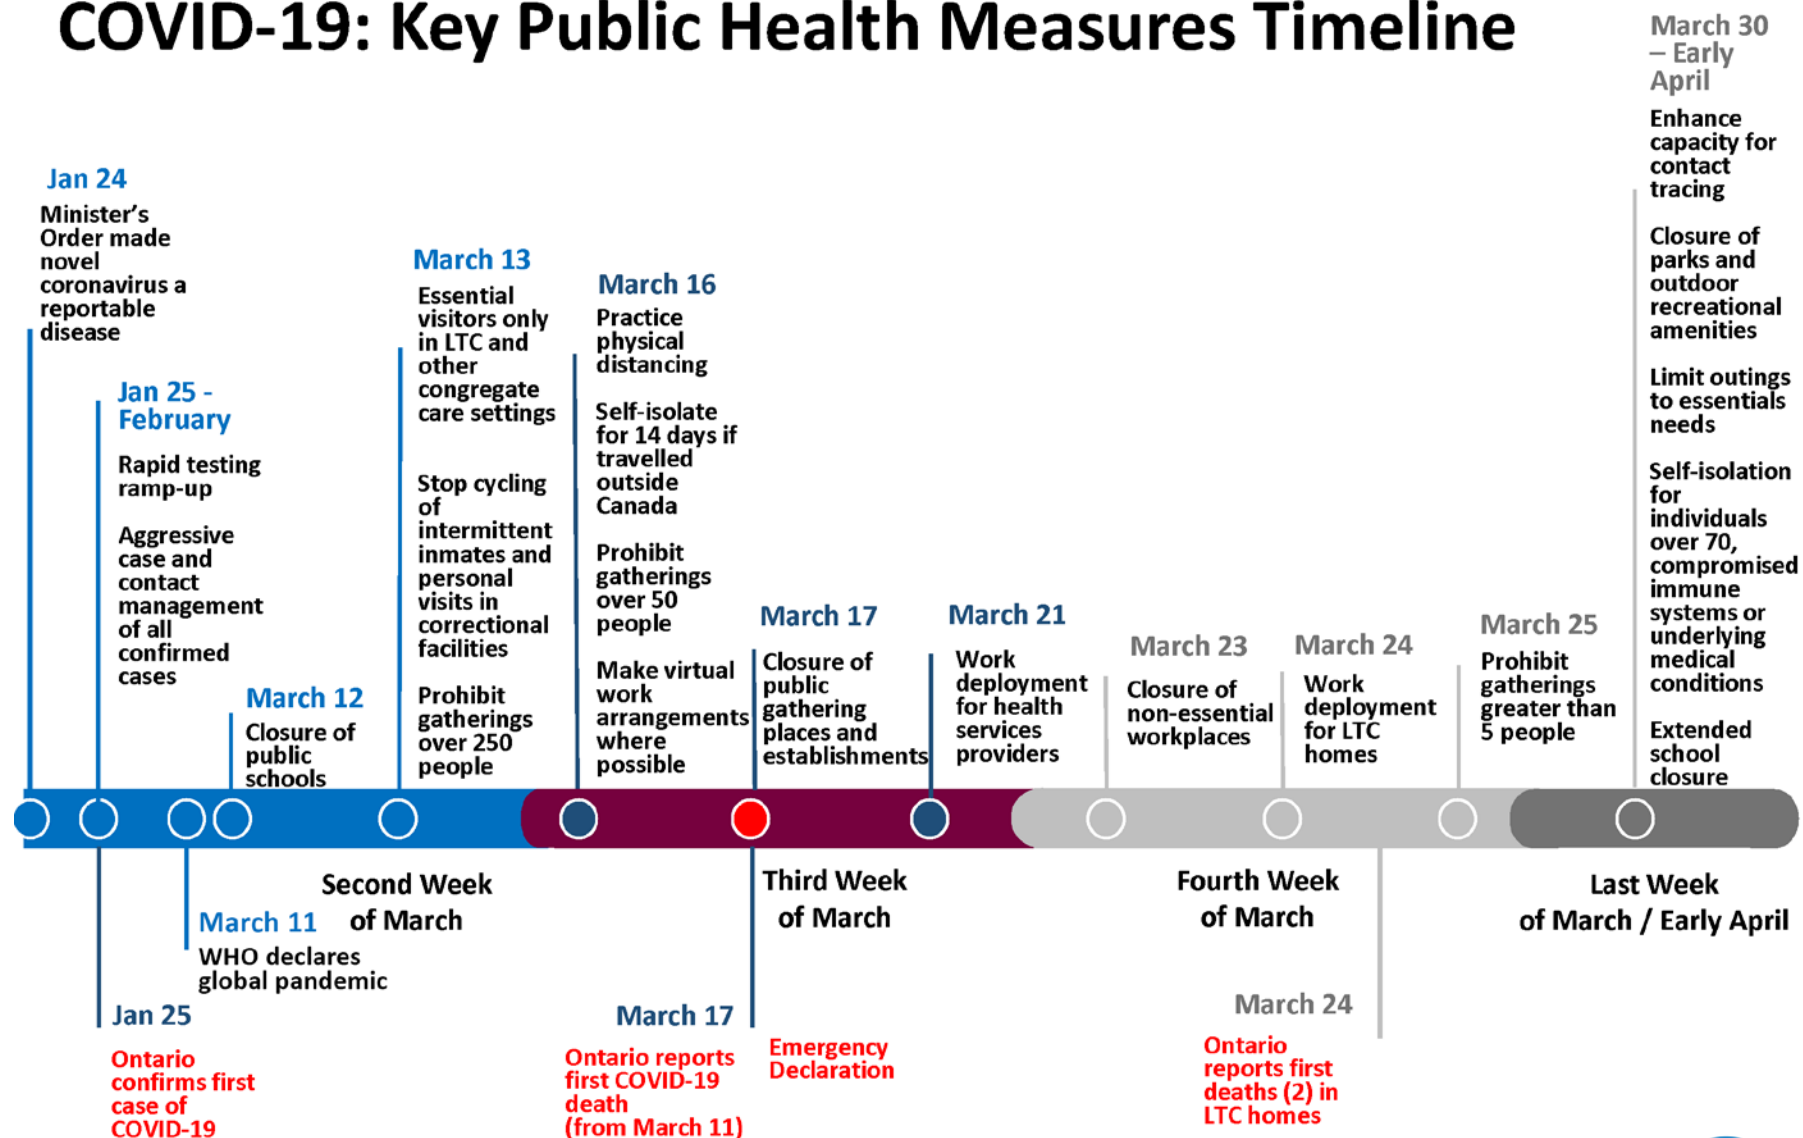 COVID-19: Key Public Health Measures Timeline
Jan 24
Minister's
Order made
novel
coronavirus a
reportable
disease
Jan 25 -
February
Rapid testing
ramp-up
Aggressive
case and
contact
management
of all
confirmed
cases
March 12
Closure of
public
schools
March 13
Essential
visitors only
in LTC and
other
congregate
care settings
Stop cycling
of
intermittent
inmates and
personal
visits in
correctional
facilities
Prohibit
gatherings
over 250
people
March 16
Practice
physical
distancing
Self-isolate
for 14 days if
travelled
outside
Canada
Prohibit
gatherings
over 50
people
Make virtual
work
arrangements
where
possible
March 17
Closure of
public
gathering
places and
establishments
March 21
Work
deployment
for health
services
providers
March 23
Closure of
non-essential
workplaces
March 24
Work
deployment
for LTC
homes
March 25
Prohibit
gatherings
greater than
5 people
March 30
– Early
April
Enhance
capacity for
contact
tracing
Closure of
parks and
outdoor
recreational
amenities
Limit outings
to essentials
needs
Self-isolation
for
individuals
over 70,
compromised
immune
systems or
underlying
medical
conditions
Extended
school
closure
Second Week
of March
Third Week
of March
Fourth Week
of March
Last Week
of March / Early April
March 11
WHO declares
global pandemic
Jan 25
Ontario
confirms first
case of
COVID-19
March 17
Ontario reports
first COVID-19
death
(from March 11)
Emergency
Declaration
March 24
Ontario
reports first
deaths (2) in
LTC homes